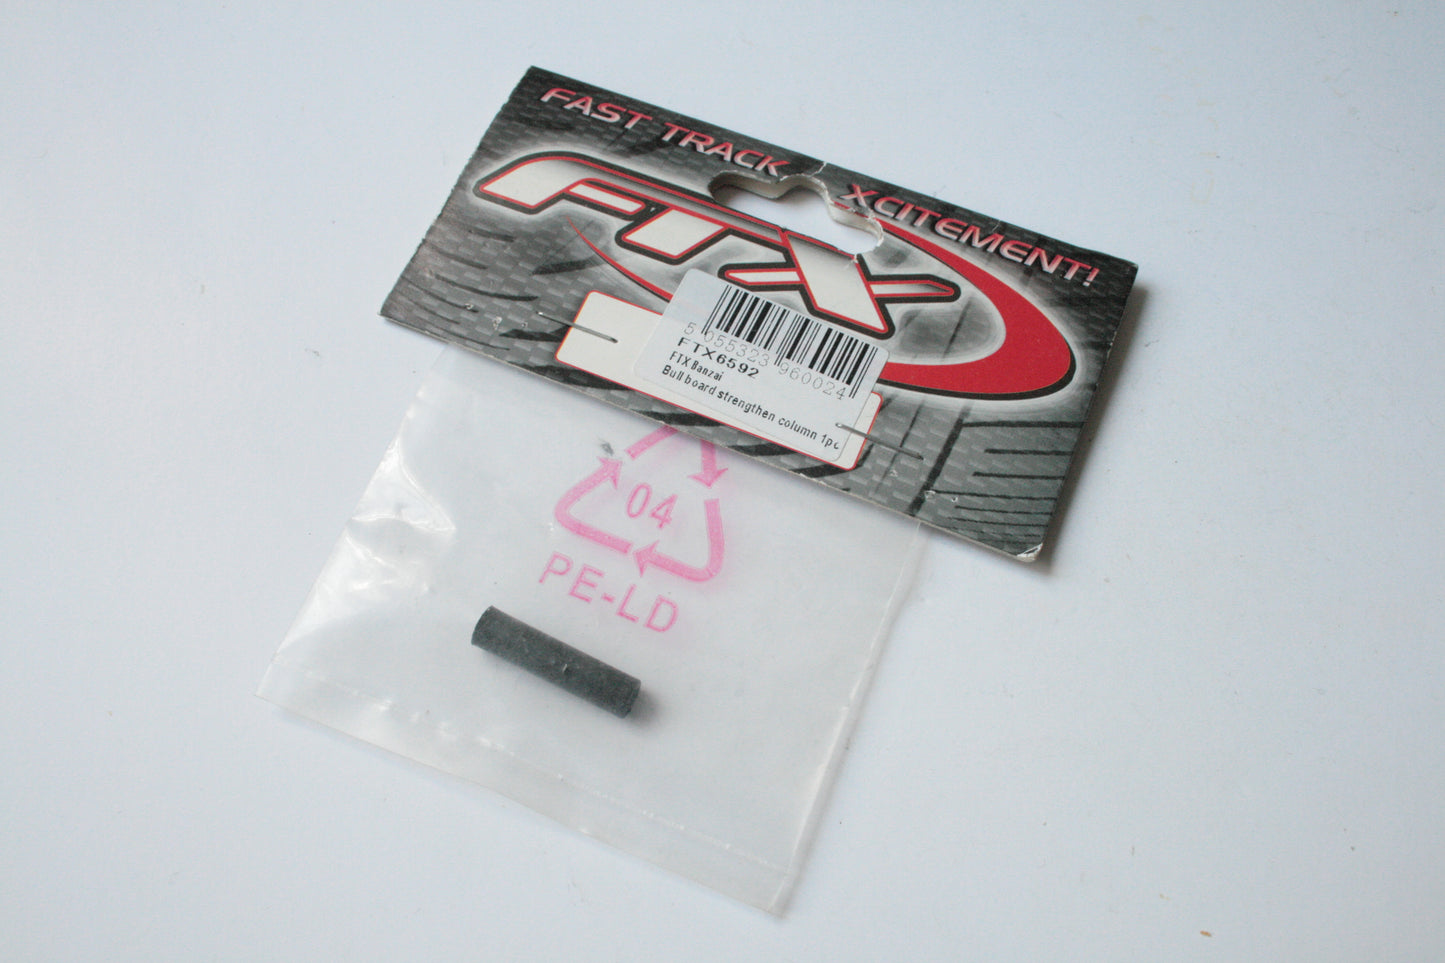 FAST TRACK XCITEMENT!
FTX
5 055323 960024
FTX6592
FTX Banzai
Bull board strengthen column 1pc
04
PE-LD